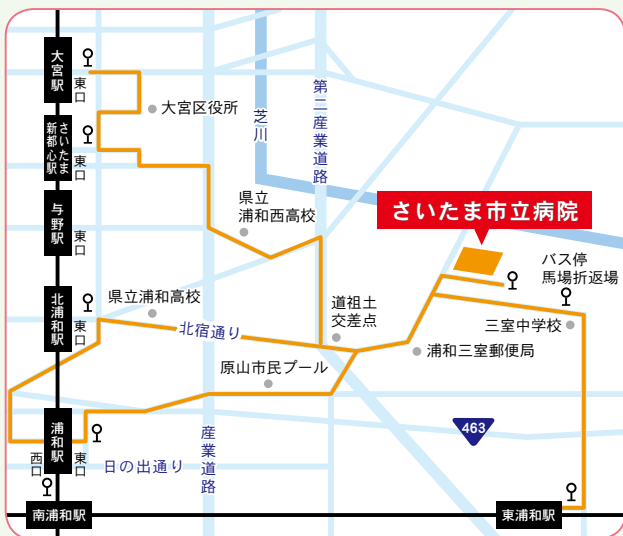 大宮駅
東口
大宮区役所
さいたま
新都心駅
東口
与野駅
東口
北浦和駅
東口
浦和駅
西口
東口
南浦和駅
東浦和駅
芝川
第二産業道路
県立
浦和西高校
さいたま市立病院
バス停
馬場折返場
県立浦和高校
道祖土
交差点
北宿通り
三室中学校
浦和三室郵便局
原山市民プール
463
産業道路
日の出通り